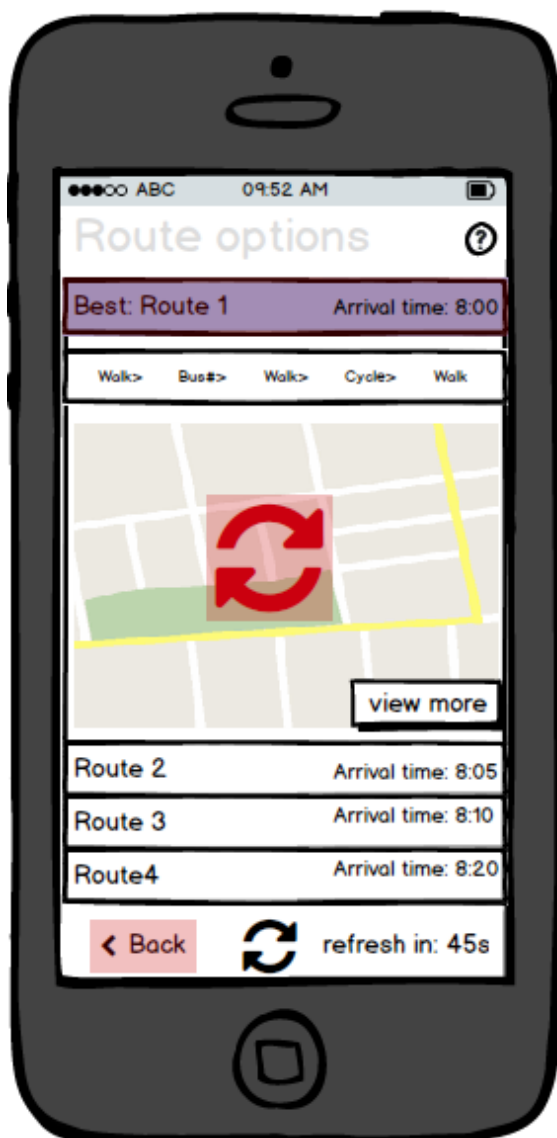 ABC 09:52 AM
Route options ?
Best: Route 1 Arrival time: 8:00
Walk> Bus#> Walk> Cycle> Walk
view more
Route 2 Arrival time: 8:05
Route 3 Arrival time: 8:10
Route4 Arrival time: 8:20
< Back refresh in: 45s